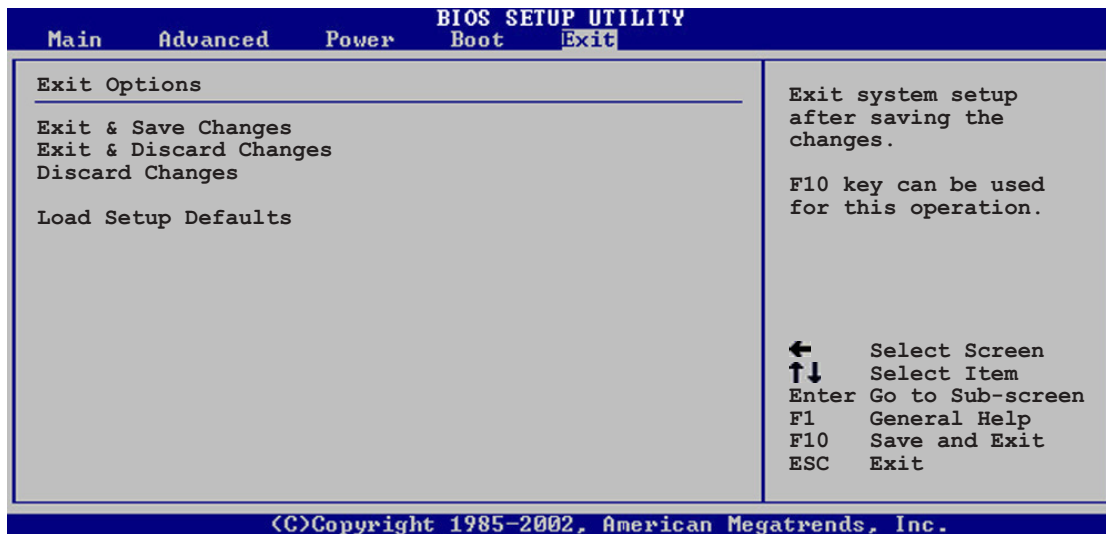 BIOS SETUP UTILITY
Main Advanced Power Boot Exit
Exit Options
Exit & Save Changes
Exit & Discard Changes
Discard Changes
Load Setup Defaults
Exit system setup
after saving the
changes.
F10 key can be used
for this operation.
← Select Screen
↑↓ Select Item
Enter Go to Sub-screen
F1 General Help
F10 Save and Exit
ESC Exit
(C)Copyright 1985-2002, American Megatrends, Inc.